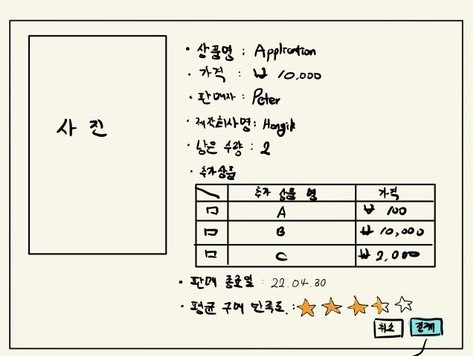 사진
• 상품명 : Application
• 가격 : ₩ 10,000
• 판매자 : Peter
• 제작회사명: Hongik
• 남은 수량 : 2
• 추가상품
추가 상품 명 가격
A ₩ 100
B ₩ 10,000
C ₩ 2,000
• 판매 종료일 : 22.04.30
• 평균 구매 만족도 :
취소 결제